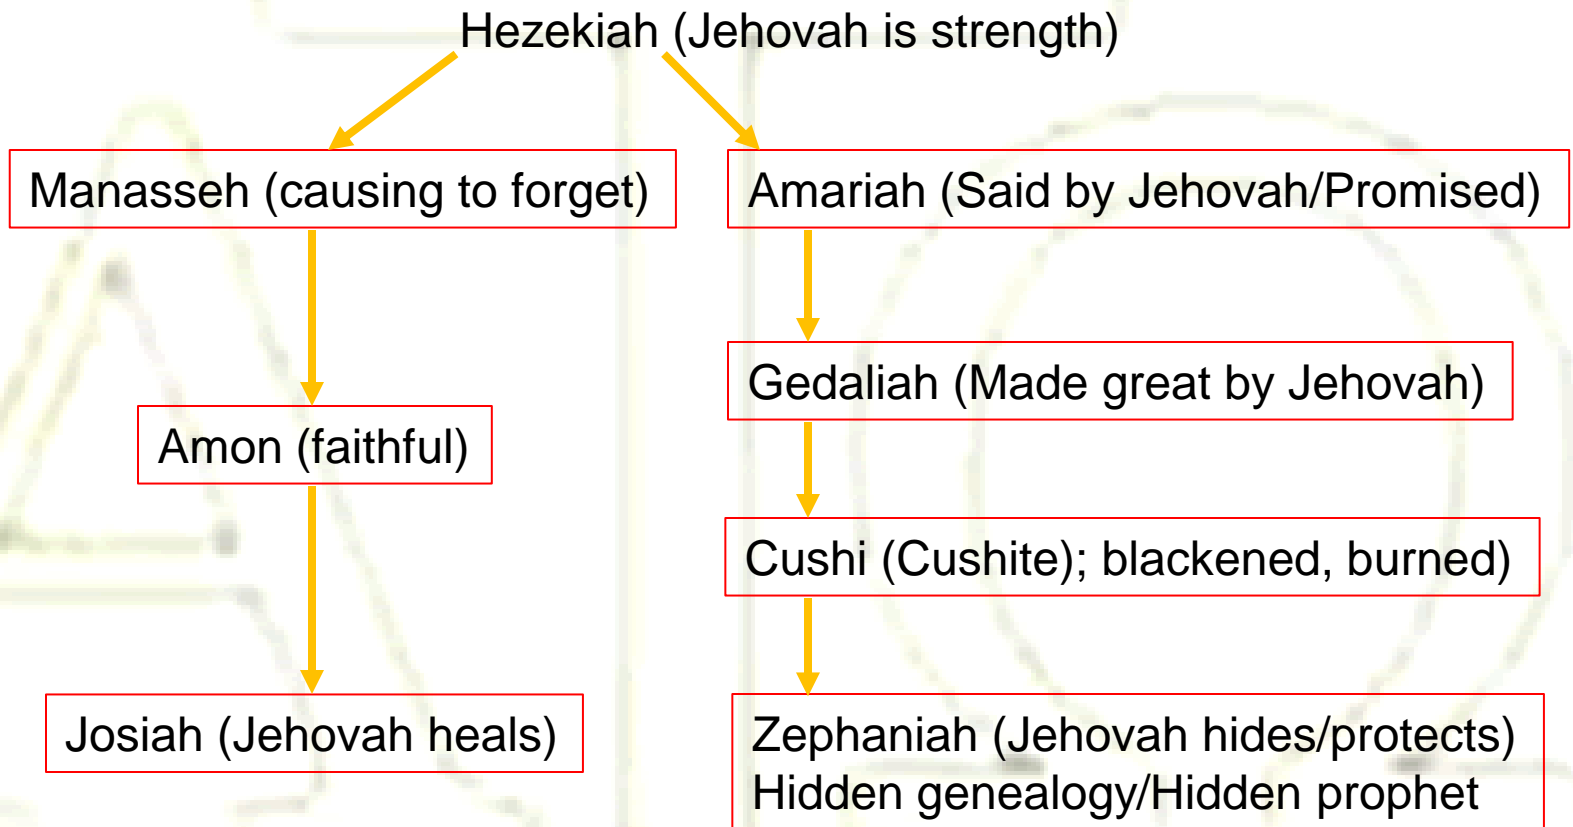 Hezekiah (Jehovah is strength)
Manasseh (causing to forget)
Amariah (Said by Jehovah/Promised)
Gedaliah (Made great by Jehovah)
Amon (faithful)
Cushi (Cushite); blackened, burned)
Josiah (Jehovah heals)
Zephaniah (Jehovah hides/protects)
Hidden genealogy/Hidden prophet